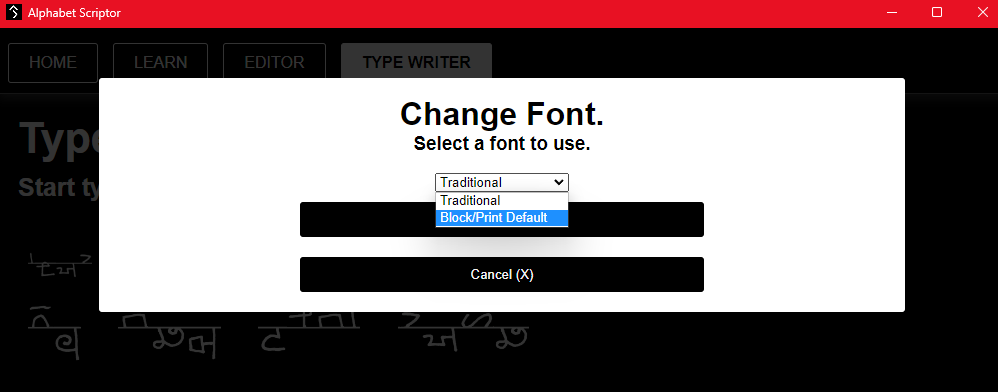 Alphabet Scriptor
HOME LEARN EDITOR TYPE WRITER
Change Font.
Select a font to use.
Type
Start ty
Traditional
Traditional
Block/Print Default
Cancel (X)